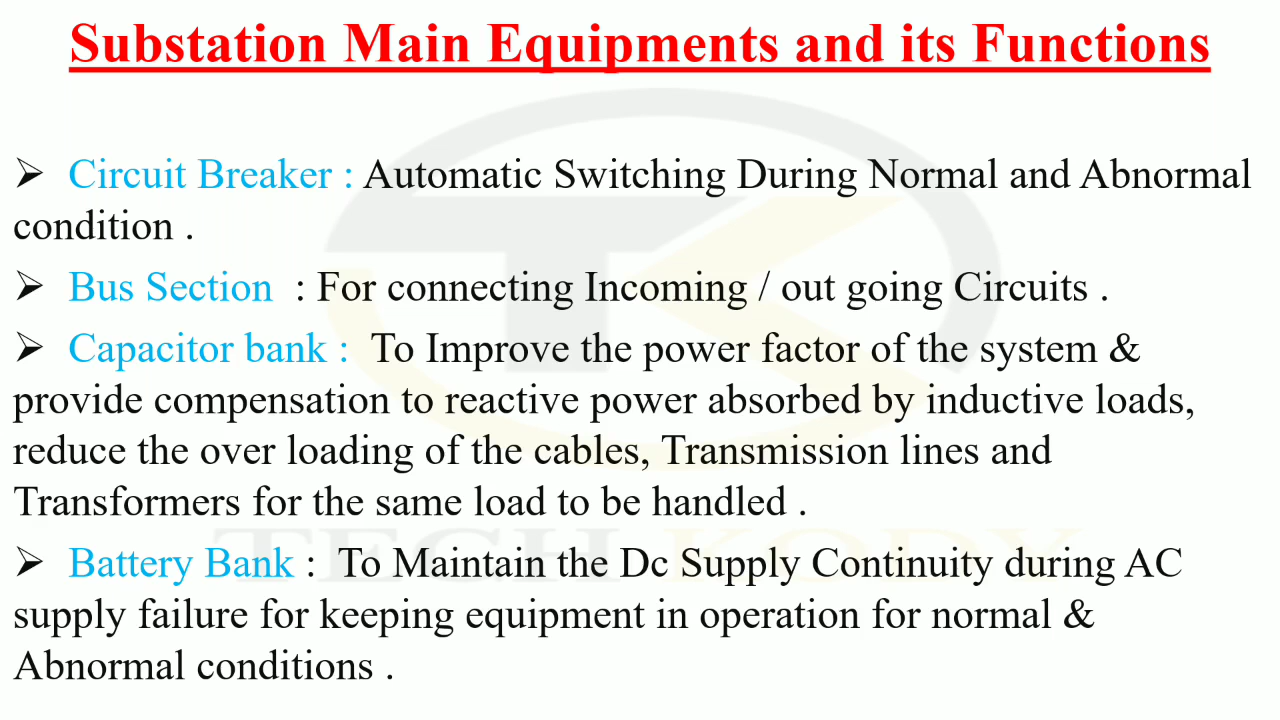 Substation Main Equipments and its Functions
➢ Circuit Breaker : Automatic Switching During Normal and Abnormal
condition .
➢ Bus Section : For connecting Incoming / out going Circuits .
➢ Capacitor bank : To Improve the power factor of the system &
provide compensation to reactive power absorbed by inductive loads,
reduce the over loading of the cables, Transmission lines and
Transformers for the same load to be handled .
TECH KODY
➢ Battery Bank : To Maintain the Dc Supply Continuity during AC
supply failure for keeping equipment in operation for normal &
Abnormal conditions .